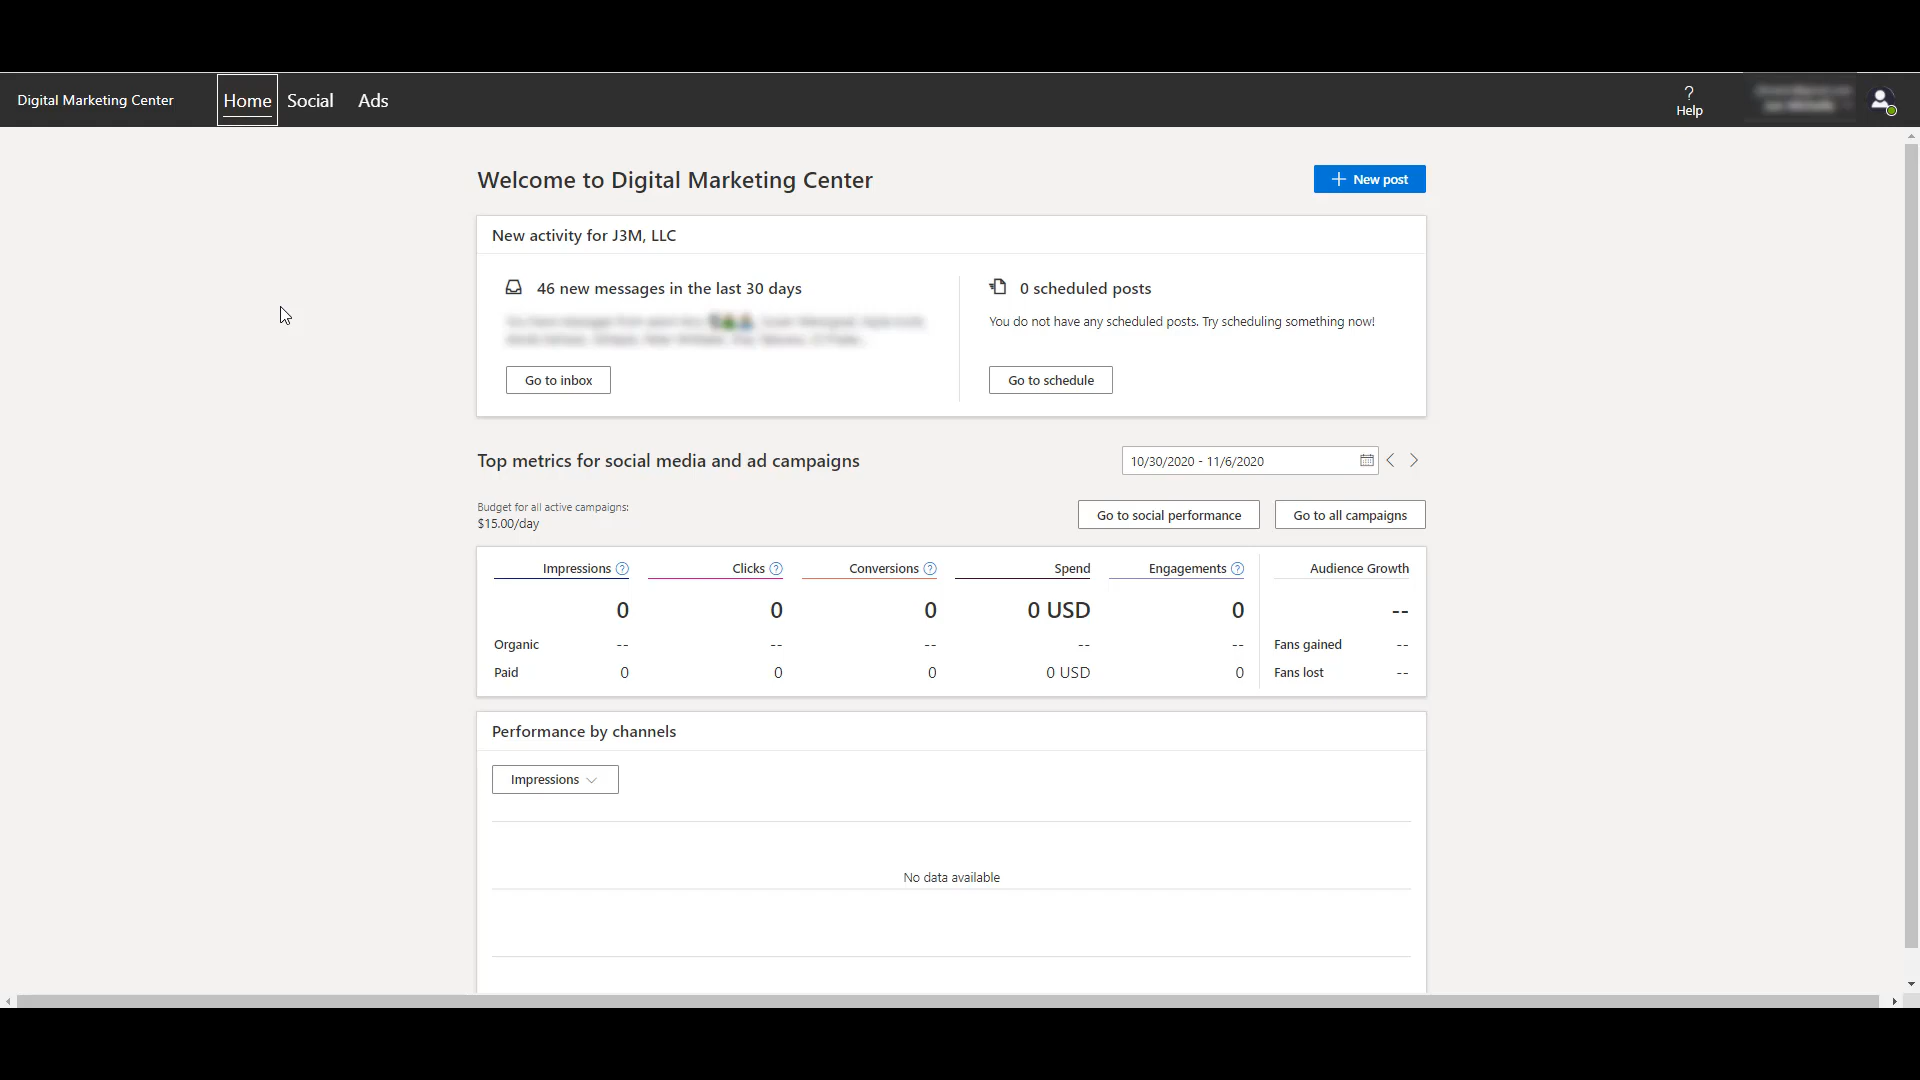 Digital Marketing Center
Home
Social
Ads
?
Help
Welcome to Digital Marketing Center
New post
New activity for J3M, LLC
46 new messages in the last 30 days
Go to inbox
0 scheduled posts
You do not have any scheduled posts. Try scheduling something now!
Go to schedule
Top metrics for social media and ad campaigns
10/30/2020 - 11/6/2020
Budget for all active campaigns:
$15.00/day
Go to social performance
Go to all campaigns
Impressions ? Clicks ? Conversions ? Spend Engagements ? Audience Growth
0 0 0 0 USD 0 --
Organic -- -- -- -- -- Fans gained --
Paid 0 0 0 0 USD 0 Fans lost --
Performance by channels
Impressions
No data available